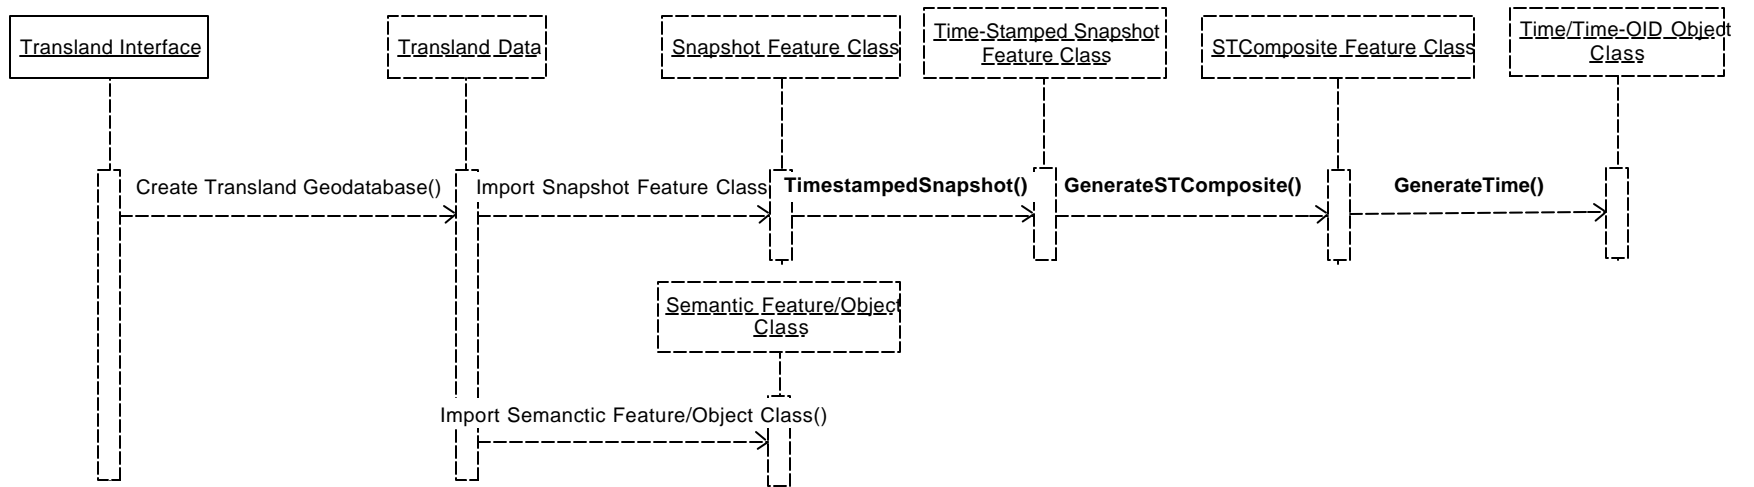 Transland Interface
Transland Data
Snapshot Feature Class
Time-Stamped Snapshot
Feature Class
STComposite Feature Class
Time/Time-OID Object
Class
Create Transland Geodatabase()
Import Snapshot Feature Class
TimestampedSnapshot()
GenerateSTComposite()
GenerateTime()
Semantic Feature/Object
Class
Import Semanctic Feature/Object Class()